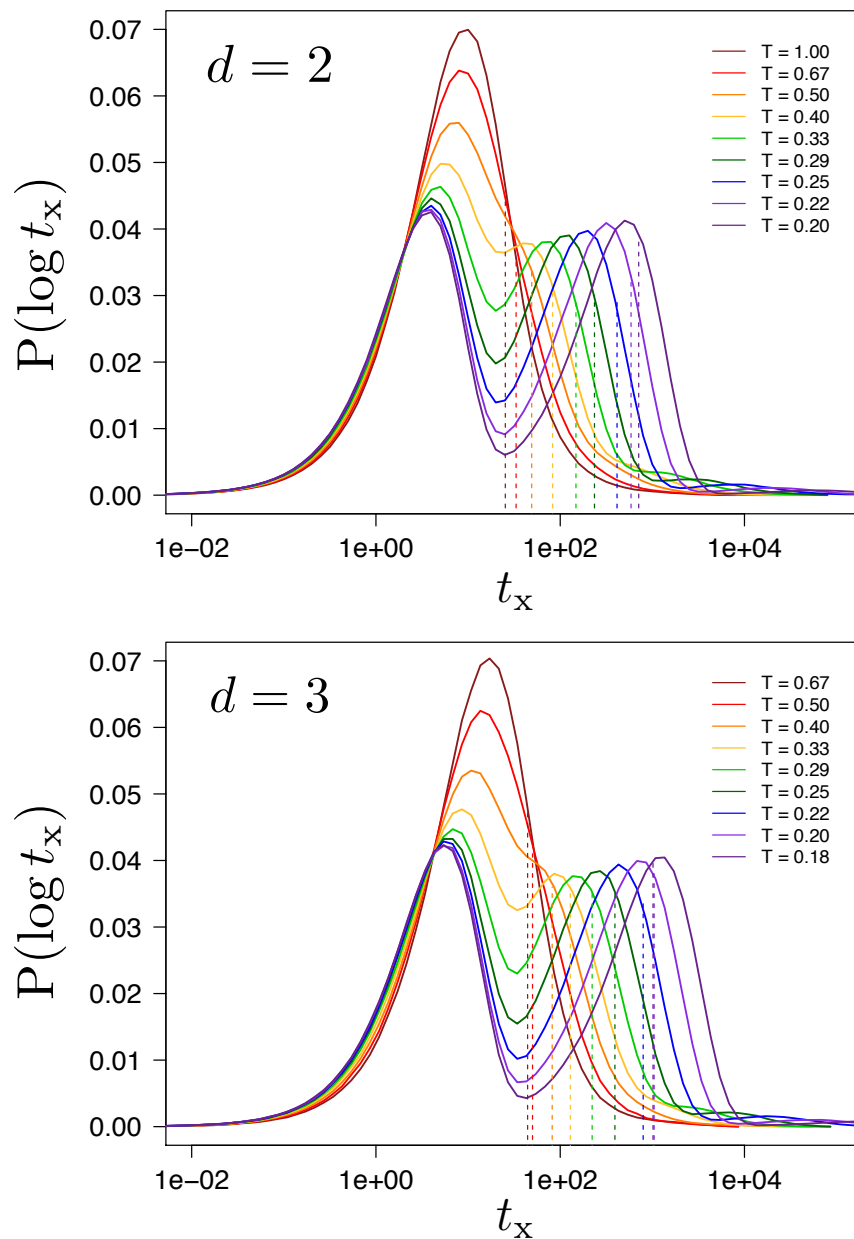 d = 2
P(log tₓ)
0.07
0.06
0.05
0.04
0.03
0.02
0.01
0.00
T = 1.00
T = 0.67
T = 0.50
T = 0.40
T = 0.33
T = 0.29
T = 0.25
T = 0.22
T = 0.20
1e-02 1e+00 1e+02 1e+04
tₓ
d = 3
P(log tₓ)
0.07
0.06
0.05
0.04
0.03
0.02
0.01
0.00
T = 0.67
T = 0.50
T = 0.40
T = 0.33
T = 0.29
T = 0.25
T = 0.22
T = 0.20
T = 0.18
1e-02 1e+00 1e+02 1e+04
tₓ